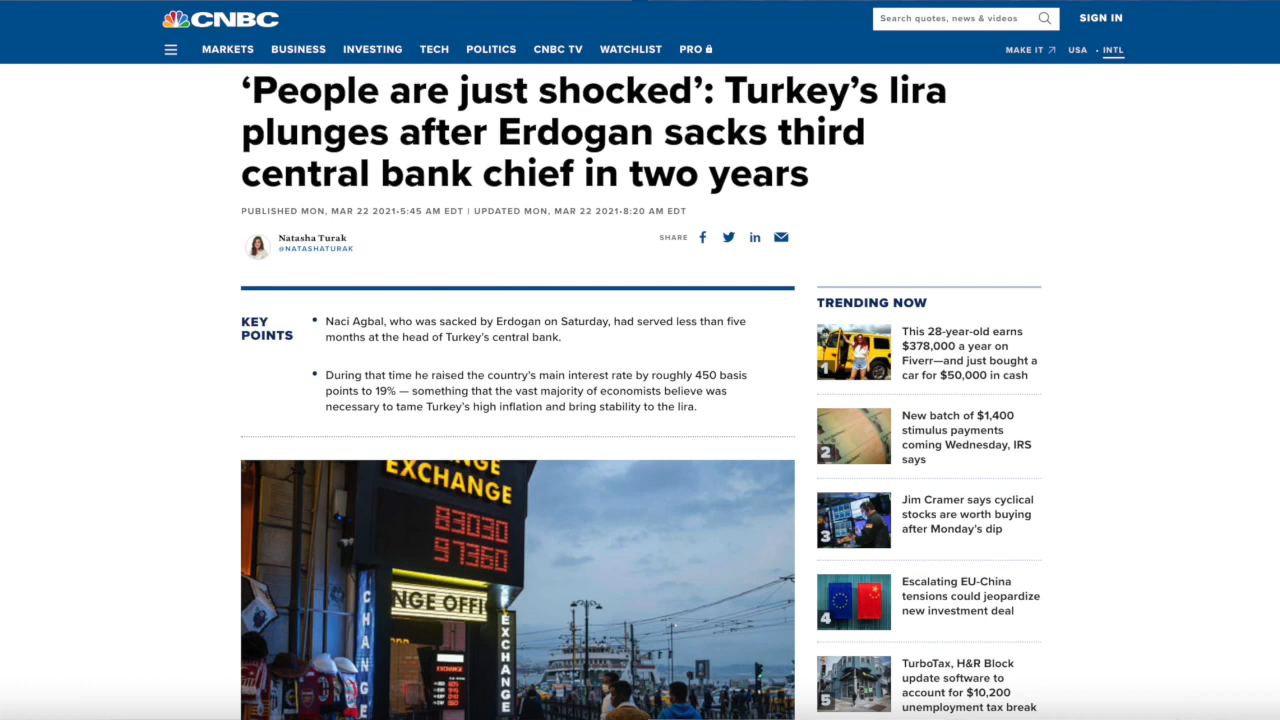 CNBC
Search quotes, news & videos
SIGN IN
MARKETS BUSINESS INVESTING TECH POLITICS CNBC TV WATCHLIST PRO
MAKE IT USA • INTL
‘People are just shocked’: Turkey’s lira
plunges after Erdogan sacks third
central bank chief in two years
PUBLISHED MON, MAR 22 2021•5:45 AM EDT | UPDATED MON, MAR 22 2021•8:20 AM EDT
Natasha Turak
@NATASHATURAK
SHARE
KEY
POINTS
• Naci Agbal, who was sacked by Erdogan on Saturday, had served less than five
months at the head of Turkey’s central bank.
• During that time he raised the country’s main interest rate by roughly 450 basis
points to 19% — something that the vast majority of economists believe was
necessary to tame Turkey’s high inflation and bring stability to the lira.
NGE
EXCHANGE
83030
97360
NGE OFFI
CHANGE
EXCHANGE
EXCHANGE
TRENDING NOW
1
This 28-year-old earns
$378,000 a year on
Fiverr—and just bought a
car for $50,000 in cash
2
New batch of $1,400
stimulus payments
coming Wednesday, IRS
says
3
Jim Cramer says cyclical
stocks are worth buying
after Monday’s dip
4
Escalating EU-China
tensions could jeopardize
new investment deal
5
TurboTax, H&R Block
update software to
account for $10,200
unemployment tax break